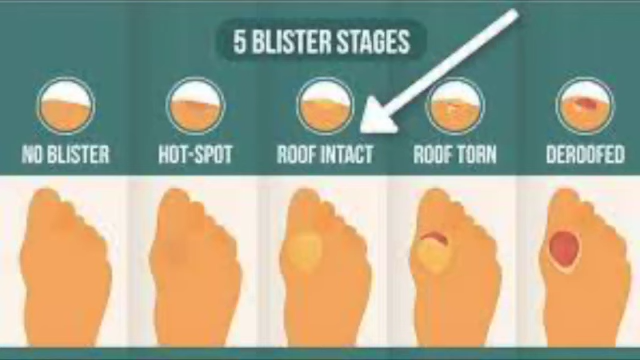 5 BLISTER STAGES
NO BLISTER
HOT-SPOT
ROOF INTACT
ROOF TORN
DEROOFED